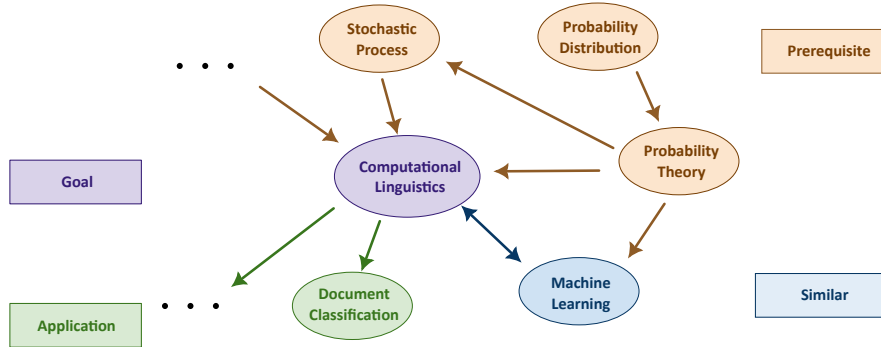 Stochastic
Process
Probability
Distribution
Prerequisite
. . .
Goal
Computational
Linguistics
Probability
Theory
Application
. . .
Document
Classification
Machine
Learning
Similar